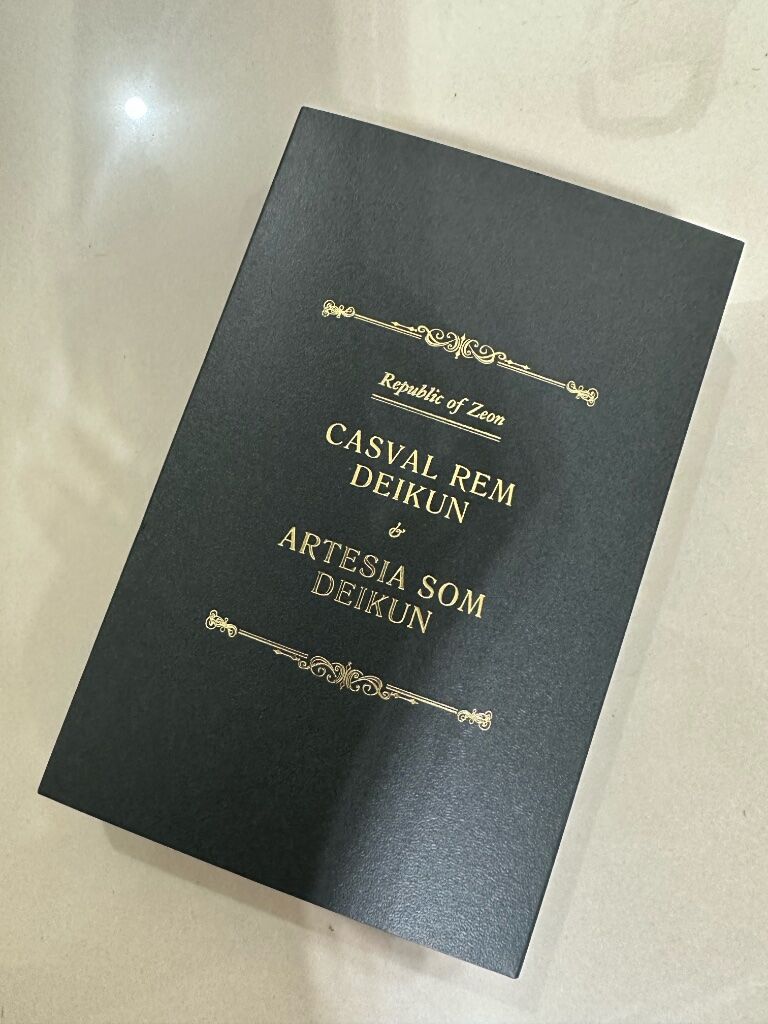 Republic of Zeon
CASVAL REM
DEIKUN
&
ARTESIA SOM
DEIKUN